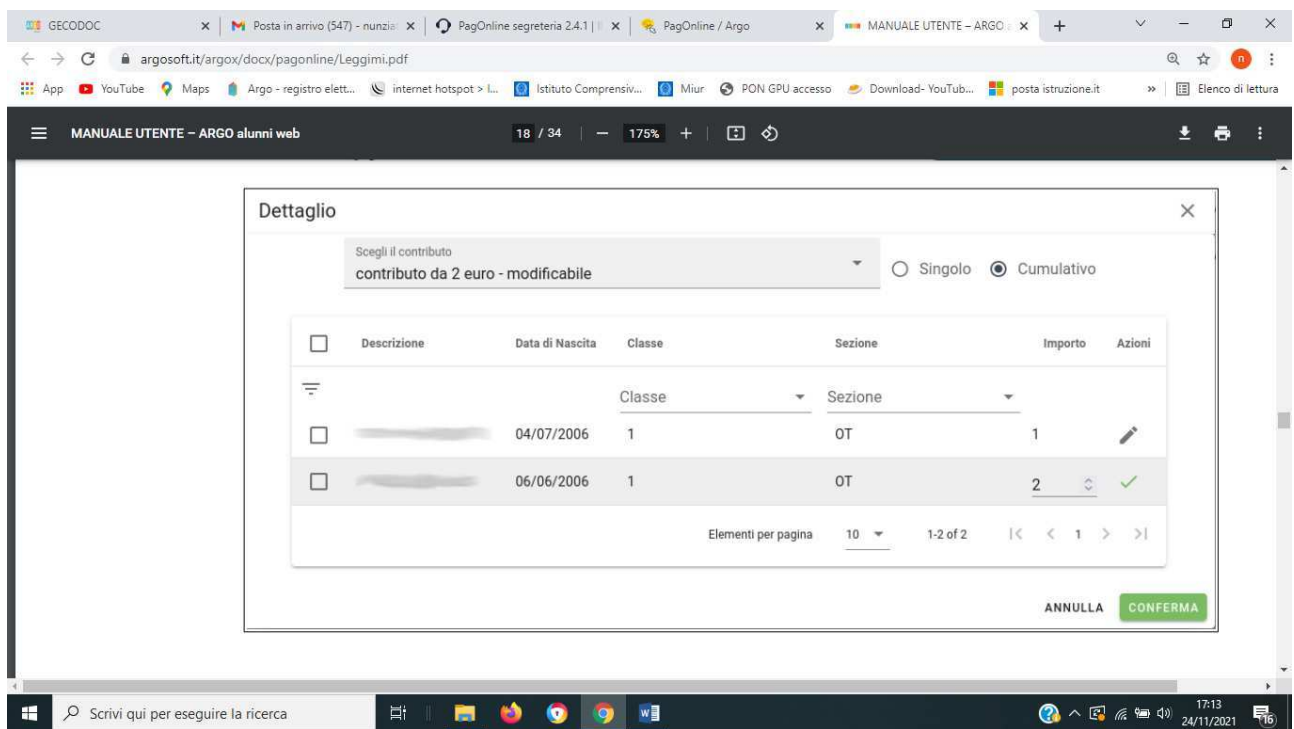 GECODOC
Posta in arrivo (547) - nunzia
PagOnline segreteria 2.4.1 |
PagOnline / Argo
MANUALE UTENTE – ARGO a
argosoft.it/argox/docx/pagonline/Leggimi.pdf
n
App
YouTube
Maps
Argo - registro elett...
internet hotspot > l...
Istituto Comprensiv...
Miur
PON GPU accesso
Download- YouTub...
posta istruzione.it
»
Elenco di lettura
MANUALE UTENTE – ARGO alunni web
18 / 34
175%
Dettaglio
Scegli il contributo
contributo da 2 euro - modificabile
Singolo
Cumulativo
Descrizione Data di Nascita Classe Sezione Importo Azioni
Classe Sezione
04/07/2006 1 OT 1
06/06/2006 1 OT 2
Elementi per pagina 10 1-2 of 2 |< < 1 > >|
ANNULLA CONFERMA
Scrivi qui per eseguire la ricerca
17:13
24/11/2021
16